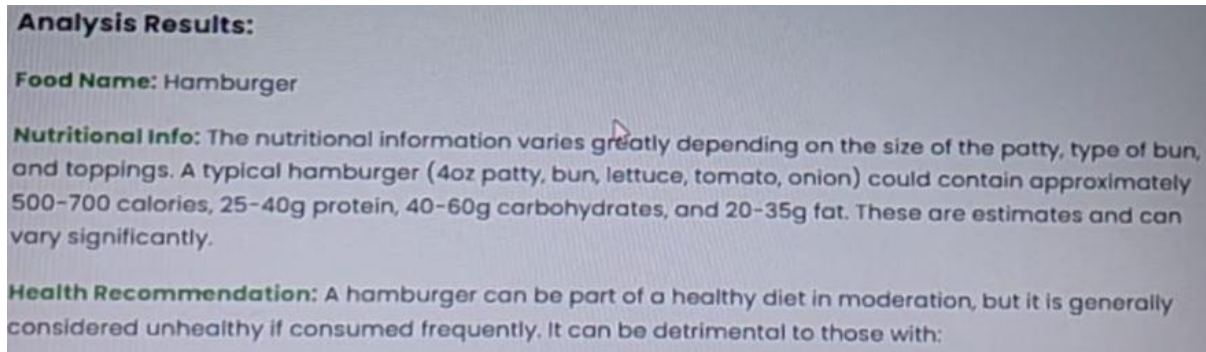 Analysis Results:
Food Name: Hamburger
Nutritional Info: The nutritional information varies greatly depending on the size of the patty, type of bun,
and toppings. A typical hamburger (4oz patty, bun, lettuce, tomato, onion) could contain approximately
500-700 calories, 25-40g protein, 40-60g carbohydrates, and 20-35g fat. These are estimates and can
vary significantly.
Health Recommendation: A hamburger can be part of a healthy diet in moderation, but it is generally
considered unhealthy if consumed frequently. It can be detrimental to those with: